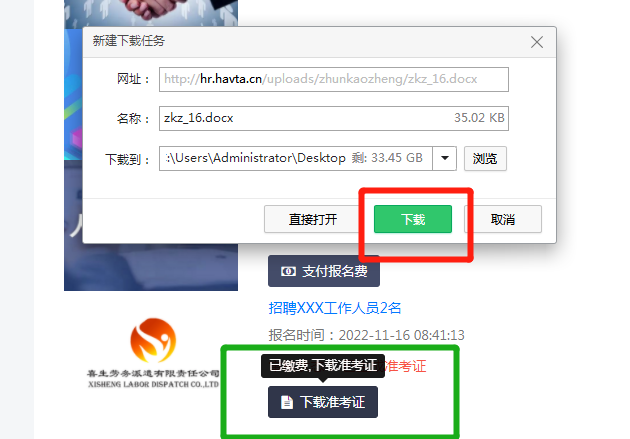 新建下载任务
网址： http://hr.havta.cn/uploads/zhunkaozheng/zkz_16.docx
名称： zkz_16.docx 35.02 KB
下载到： :\Users\Administrator\Desktop 剩: 33.45 GB 浏览
直接打开 下载 取消
支付报名费
招聘XXX工作人员2名
报名时间：2022-11-16 08:41:13
已缴费,下载准考证
准考证
下载准考证
喜生劳务派遣有限责任公司
XISHENG LABOR DISPATCH CO.,LTD